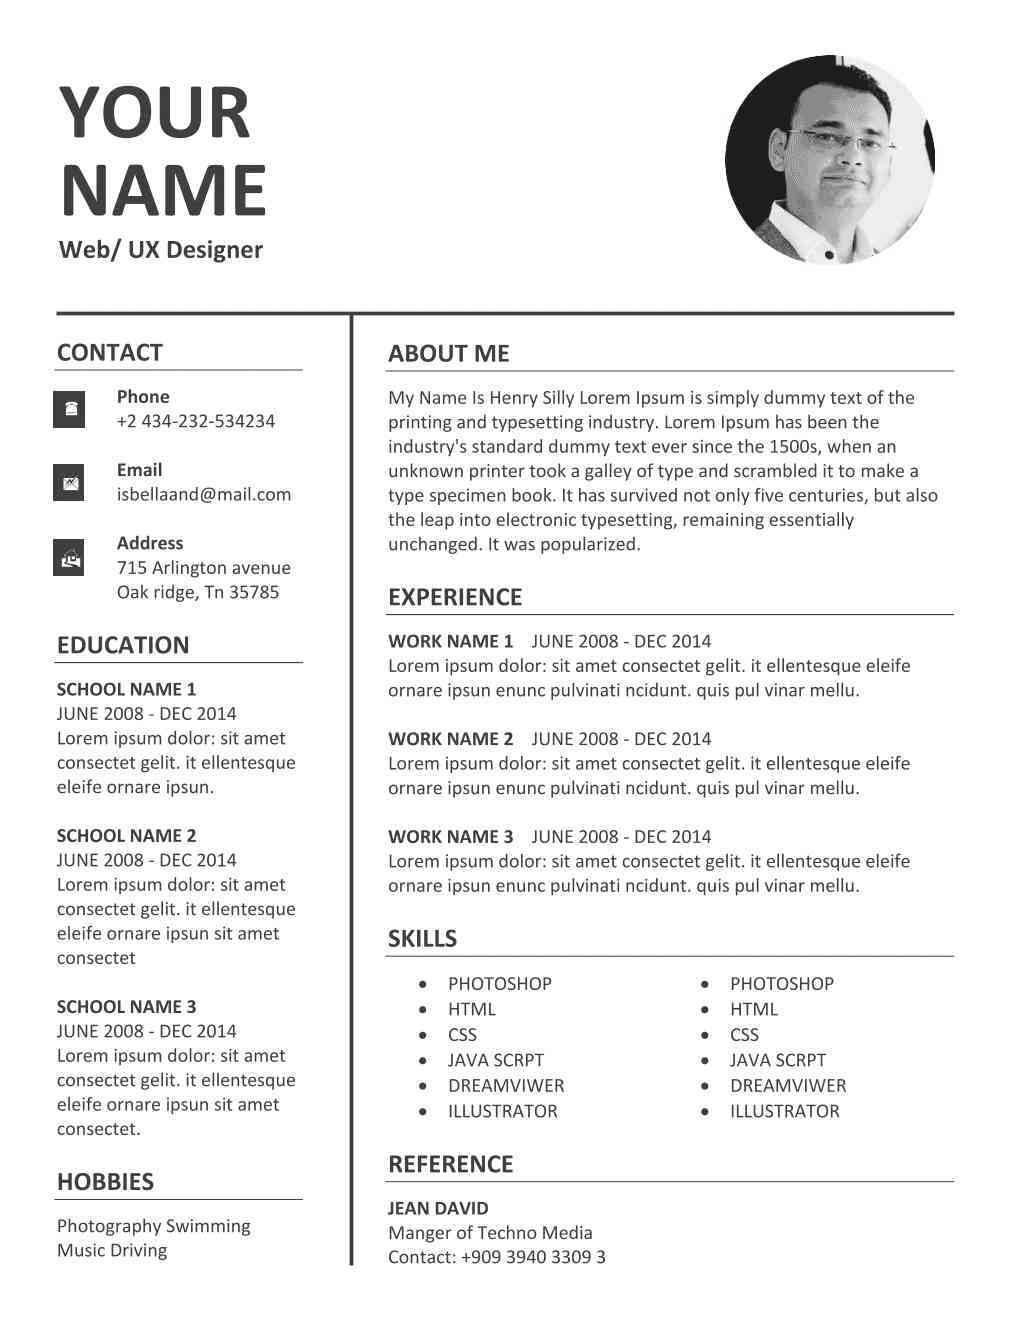 YOUR
NAME
Web/ UX Designer
CONTACT
Phone
+2 434-232-534234
Email
isbellaand@mail.com
Address
715 Arlington avenue
Oak ridge, Tn 35785
EDUCATION
SCHOOL NAME 1
JUNE 2008 - DEC 2014
Lorem ipsum dolor: sit amet
consectet gelit. it ellentesque
eleife ornare ipsun.
SCHOOL NAME 2
JUNE 2008 - DEC 2014
Lorem ipsum dolor: sit amet
consectet gelit. it ellentesque
eleife ornare ipsun sit amet
consectet
SCHOOL NAME 3
JUNE 2008 - DEC 2014
Lorem ipsum dolor: sit amet
consectet gelit. it ellentesque
eleife ornare ipsun sit amet
consectet.
HOBBIES
Photography Swimming
Music Driving
ABOUT ME
My Name Is Henry Silly Lorem Ipsum is simply dummy text of the
printing and typesetting industry. Lorem Ipsum has been the
industry's standard dummy text ever since the 1500s, when an
unknown printer took a galley of type and scrambled it to make a
type specimen book. It has survived not only five centuries, but also
the leap into electronic typesetting, remaining essentially
unchanged. It was popularized.
EXPERIENCE
WORK NAME 1 JUNE 2008 - DEC 2014
Lorem ipsum dolor: sit amet consectet gelit. it ellentesque eleife
ornare ipsun enunc pulvinati ncidunt. quis pul vinar mellu.
WORK NAME 2 JUNE 2008 - DEC 2014
Lorem ipsum dolor: sit amet consectet gelit. it ellentesque eleife
ornare ipsun enunc pulvinati ncidunt. quis pul vinar mellu.
WORK NAME 3 JUNE 2008 - DEC 2014
Lorem ipsum dolor: sit amet consectet gelit. it ellentesque eleife
ornare ipsun enunc pulvinati ncidunt. quis pul vinar mellu.
SKILLS
• PHOTOSHOP
• HTML
• CSS
• JAVA SCRPT
• DREAMVIWER
• ILLUSTRATOR
• PHOTOSHOP
• HTML
• CSS
• JAVA SCRPT
• DREAMVIWER
• ILLUSTRATOR
REFERENCE
JEAN DAVID
Manger of Techno Media
Contact: +909 3940 3309 3